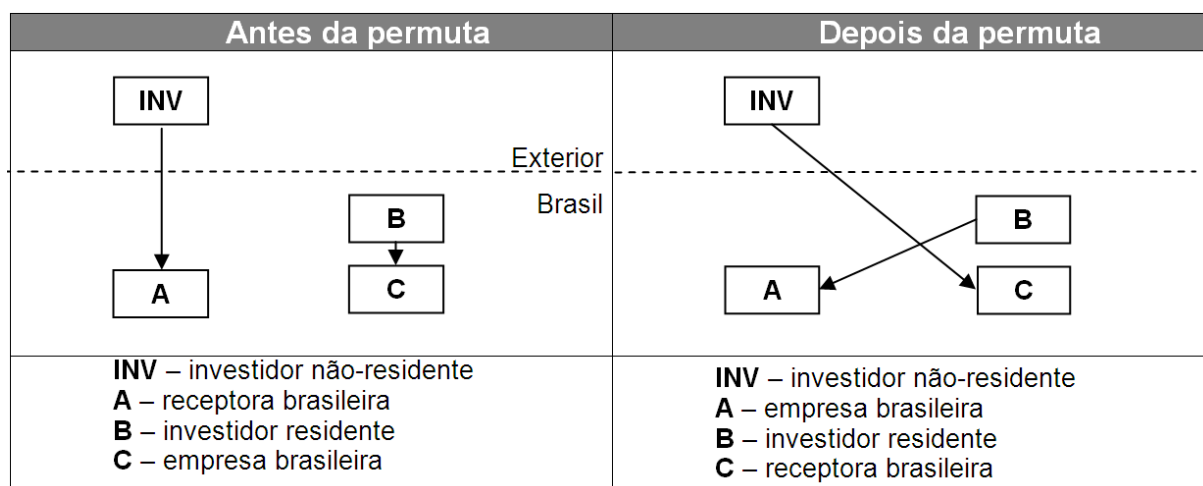 Antes da permuta
INV
Exterior
Brasil
B
A
C
INV – investidor não-residente
A – receptora brasileira
B – investidor residente
C – empresa brasileira
Depois da permuta
INV
B
A
C
INV – investidor não-residente
A – empresa brasileira
B – investidor residente
C – receptora brasileira